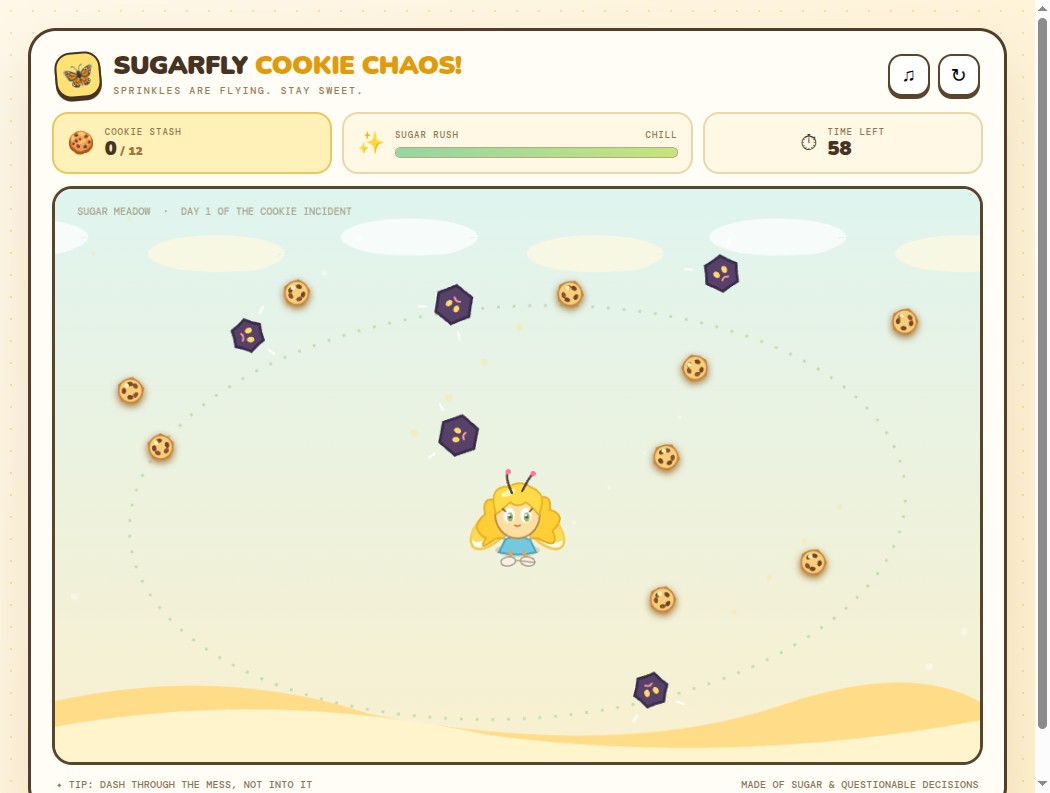 SUGARFLY COOKIE CHAOS!
SPRINKLES ARE FLYING. STAY SWEET.
COOKIE STASH
0 / 12
SUGAR RUSH
CHILL
TIME LEFT
58
SUGAR MEADOW · DAY 1 OF THE COOKIE INCIDENT
✦ TIP: DASH THROUGH THE MESS, NOT INTO IT
MADE OF SUGAR & QUESTIONABLE DECISIONS